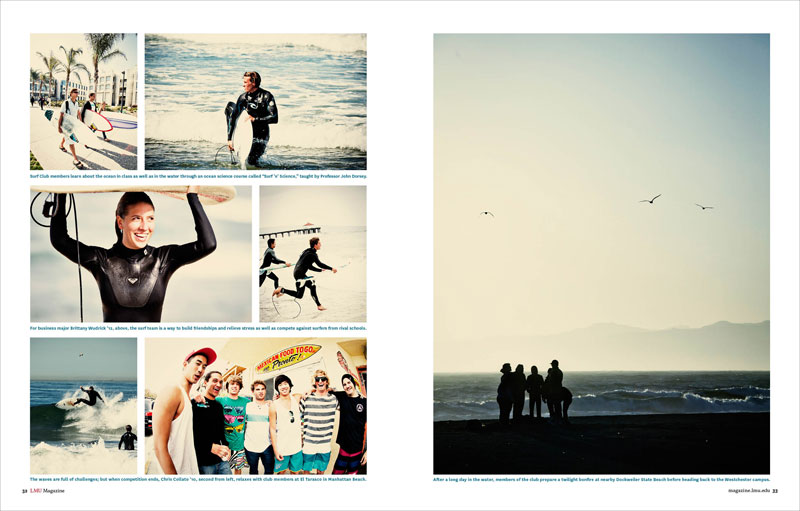 Surf Club members learn about the ocean in class as well as in the water through an ocean science course called "Surf 'n' Science," taught by Professor John Dorsey.
For business major Brittany Wodrick '12, above, the surf team is a way to build friendships and relieve stress as well as compete against surfers from rival schools.
MEXICAN FOOD TO GO
Pronto!
The waves are full of challenges; but when competition ends, Chris Collato '10, second from left, relaxes with club members at El Tarasco in Manhattan Beach.
After a long day in the water, members of the club prepare a twilight bonfire at nearby Dockweiler State Beach before heading back to the Westchester campus.
32 LMU Magazine
magazine.lmu.edu 33